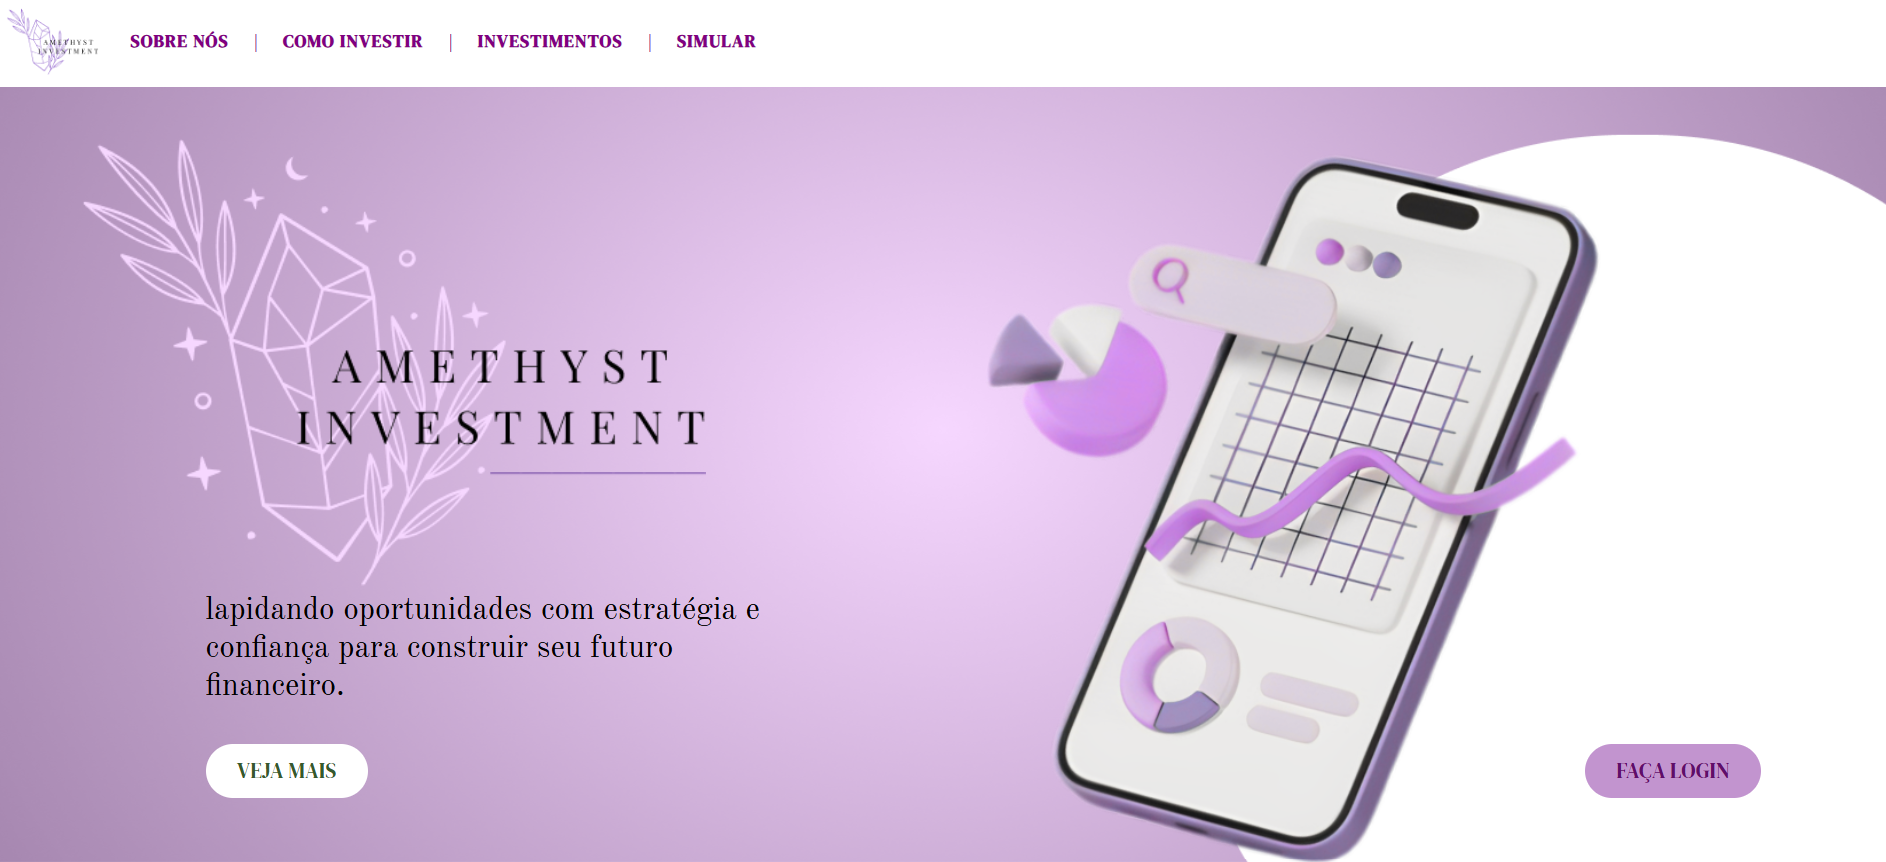 AMETHYST
INVESTMENT
SOBRE NÓS | COMO INVESTIR | INVESTIMENTOS | SIMULAR
AMETHYST
INVESTMENT
lapidando oportunidades com estratégia e
confiança para construir seu futuro
financeiro.
VEJA MAIS
FAÇA LOGIN